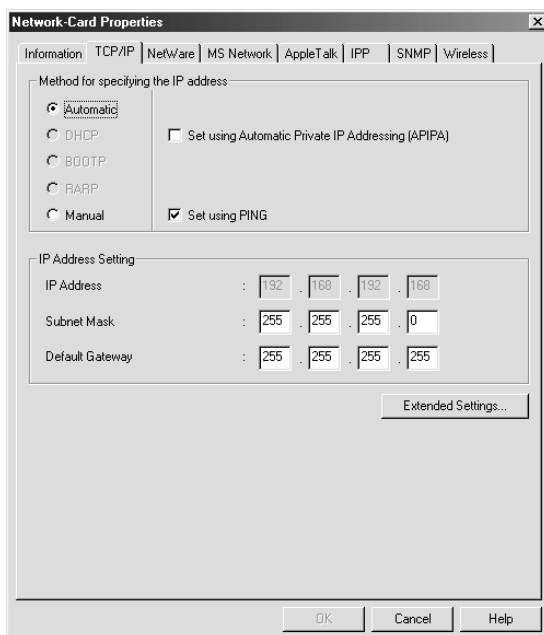 Network-Card Properties
Information TCP/IP NetWare MS Network AppleTalk IPP SNMP Wireless
Method for specifying the IP address
Automatic
DHCP Set using Automatic Private IP Addressing (APIPA)
BOOTP
RARP
Manual Set using PING
IP Address Setting
IP Address : 192 . 168 . 192 . 168
Subnet Mask : 255 . 255 . 255 . 0
Default Gateway : 255 . 255 . 255 . 255
Extended Settings...
OK Cancel Help